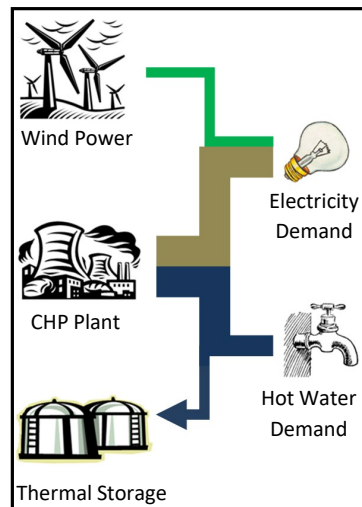 Wind Power
Electricity
Demand
CHP Plant
Hot Water
Demand
Thermal Storage